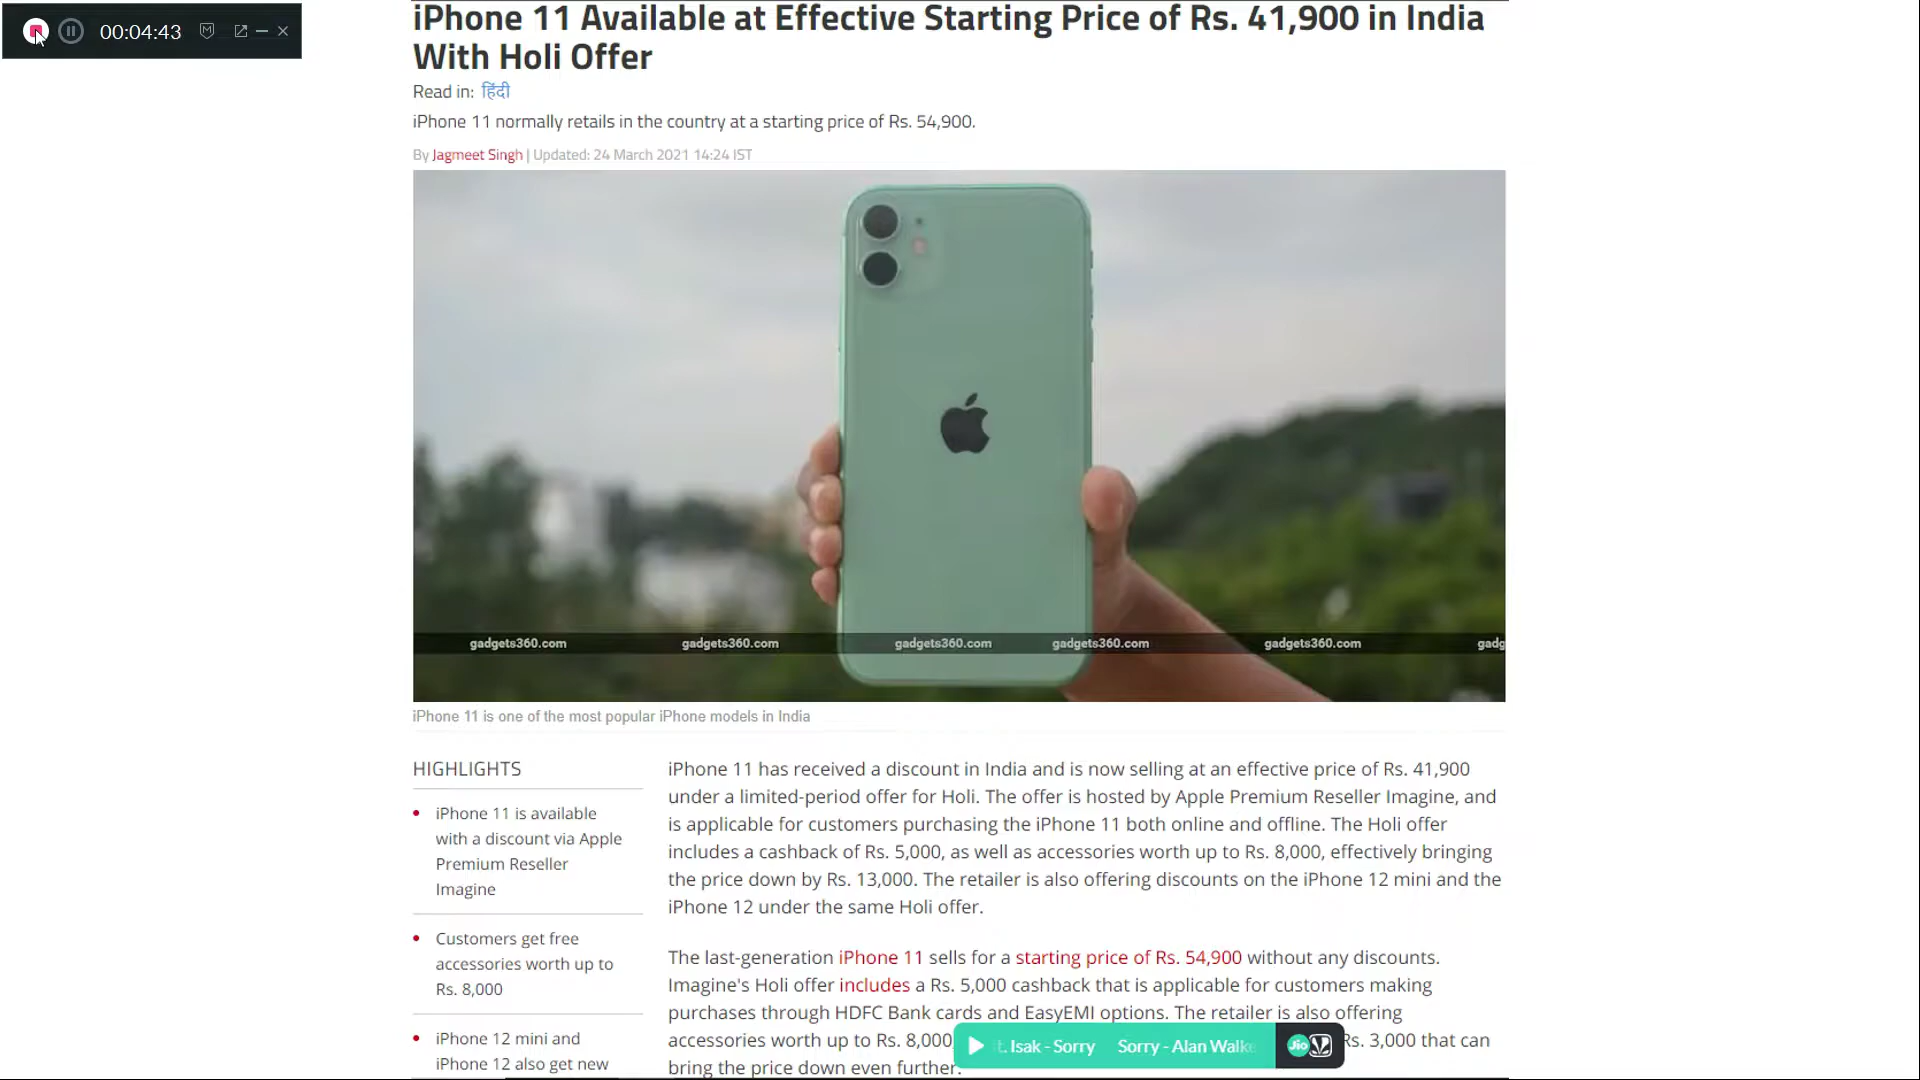 00:04:43
iPhone 11 Available at Effective Starting Price of Rs. 41,900 in India
With Holi Offer
Read in: हिंदी
iPhone 11 normally retails in the country at a starting price of Rs. 54,900.
By Jagmeet Singh | Updated: 24 March 2021 14:24 IST
gadgets360.com gadgets360.com gadgets360.com gadgets360.com gadgets360.com gadg
iPhone 11 is one of the most popular iPhone models in India
HIGHLIGHTS
iPhone 11 is available
with a discount via Apple
Premium Reseller
Imagine
Customers get free
accessories worth up to
Rs. 8,000
iPhone 12 mini and
iPhone 12 also get new
iPhone 11 has received a discount in India and is now selling at an effective price of Rs. 41,900
under a limited-period offer for Holi. The offer is hosted by Apple Premium Reseller Imagine, and
is applicable for customers purchasing the iPhone 11 both online and offline. The Holi offer
includes a cashback of Rs. 5,000, as well as accessories worth up to Rs. 8,000, effectively bringing
the price down by Rs. 13,000. The retailer is also offering discounts on the iPhone 12 mini and the
iPhone 12 under the same Holi offer.
The last-generation iPhone 11 sells for a starting price of Rs. 54,900 without any discounts.
Imagine's Holi offer includes a Rs. 5,000 cashback that is applicable for customers making
purchases through HDFC Bank cards and EasyEMI options. The retailer is also offering
accessories worth up to Rs. 8,000, Rs. 3,000 that can
bring the price down even further.
t. Isak - Sorry Sorry - Alan Walke
Jio